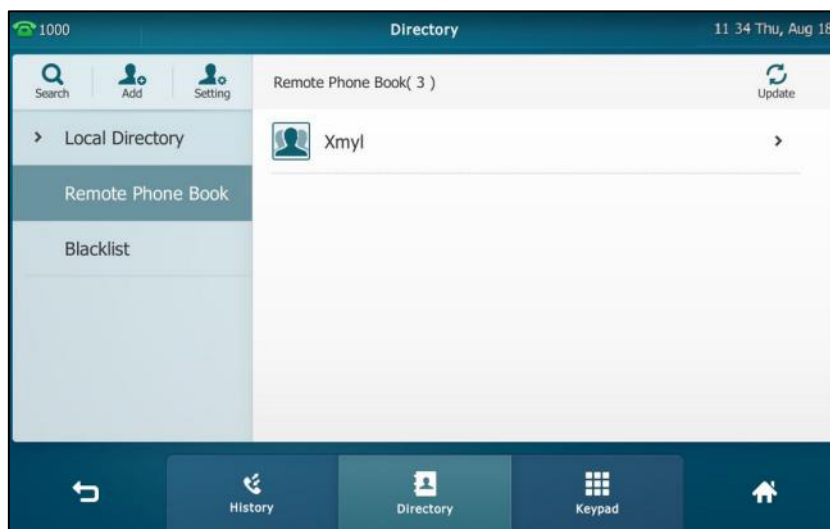 1000
Directory
11 34 Thu, Aug 18
Search Add Setting
Remote Phone Book( 3 )
Update
Local Directory
Xmyl
Remote Phone Book
Blacklist
History
Directory
Keypad